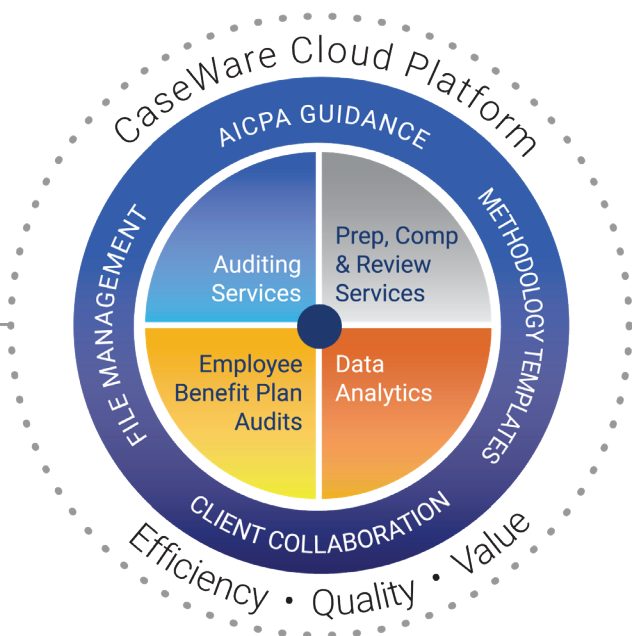 CaseWare Cloud Platform
AICPA GUIDANCE
METHODOLOGY TEMPLATES
FILE MANAGEMENT
CLIENT COLLABORATION
Auditing
Services
Prep, Comp
& Review
Services
Employee
Benefit Plan
Audits
Data
Analytics
Efficiency • Quality • Value